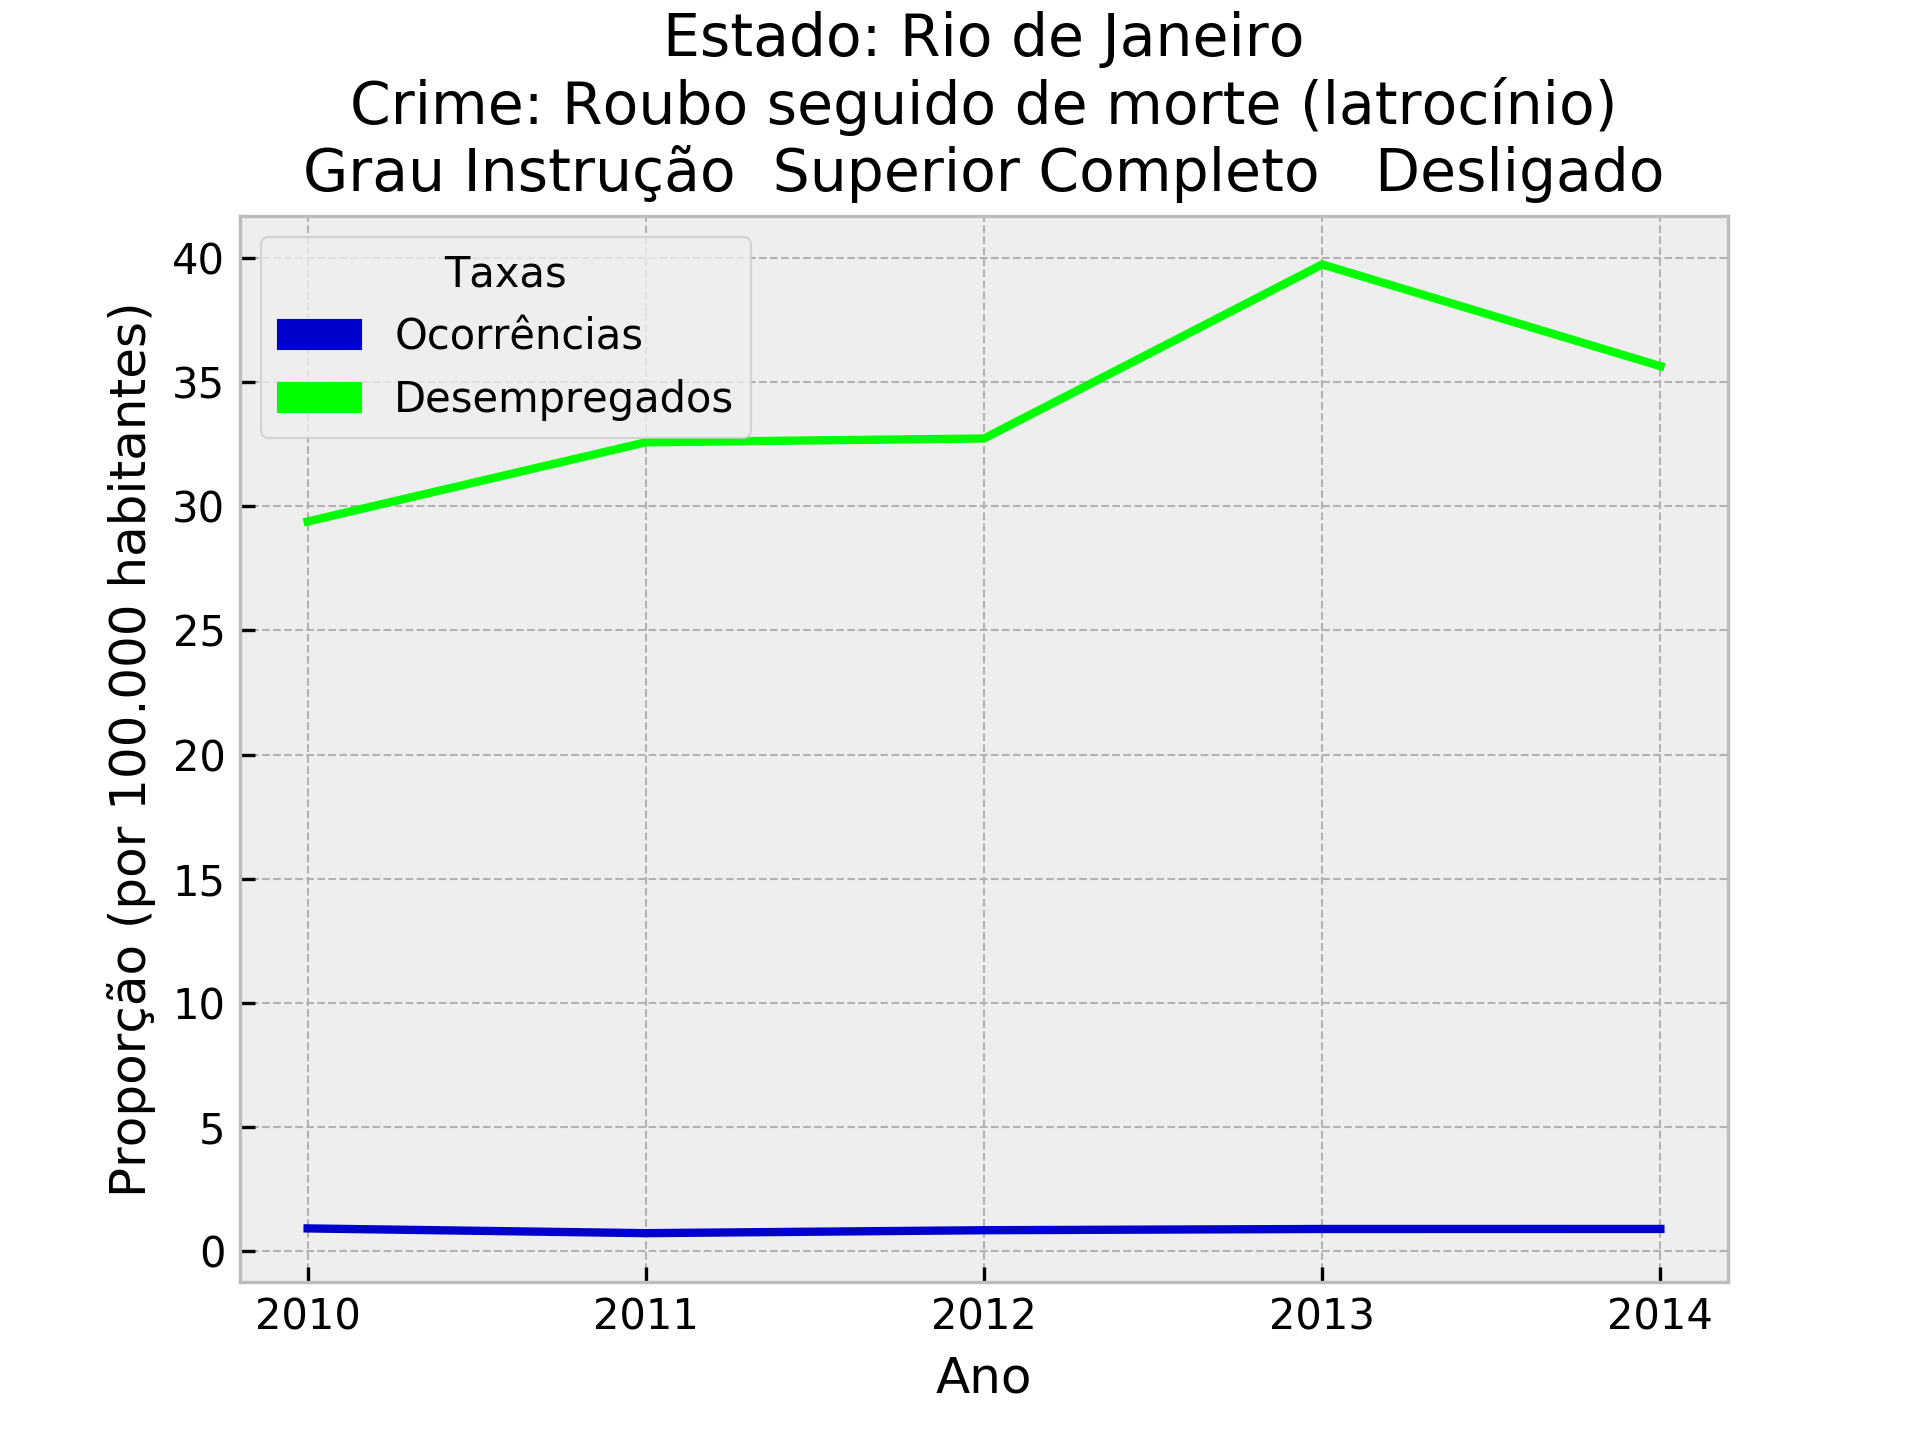 Estado: Rio de Janeiro
Crime: Roubo seguido de morte (latrocínio)
Grau Instrução  Superior Completo   Desligado
Taxas
Ocorrências
Desempregados
Proporção (por 100.000 habitantes)
40
35
30
25
20
15
10
5
0
2010
2011
2012
2013
2014
Ano